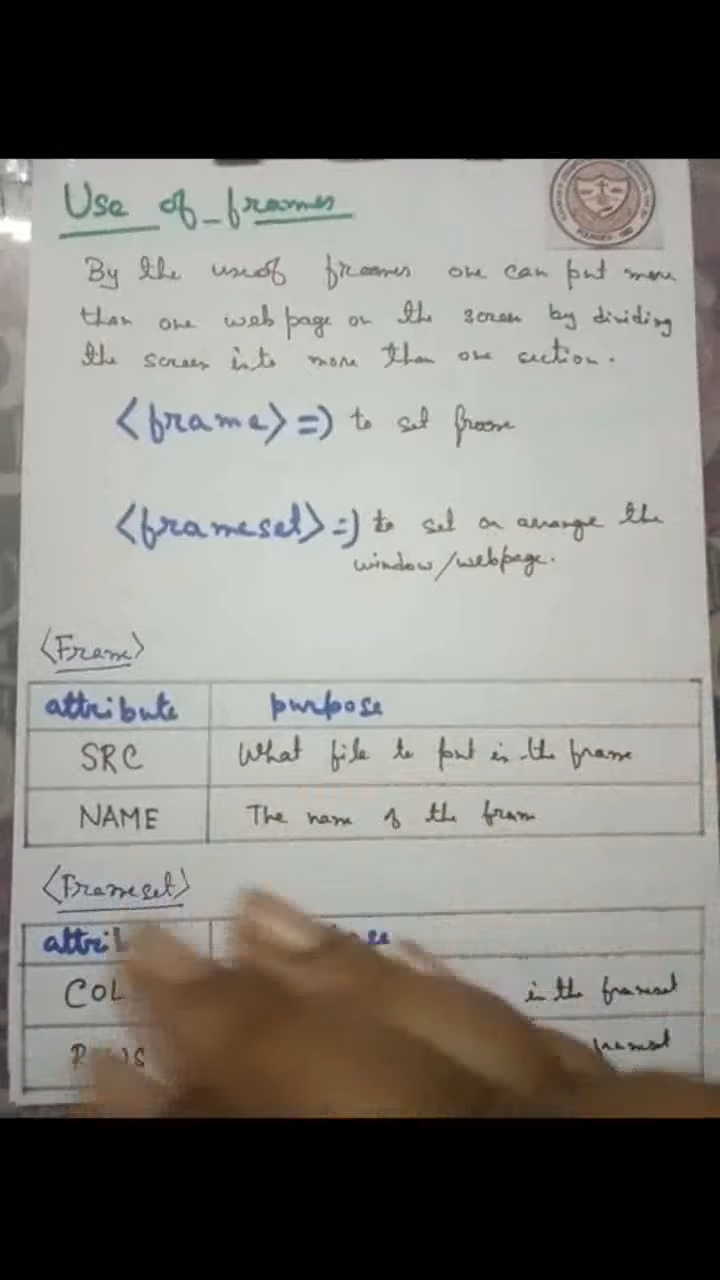 Use of frames
By the use of frames one can put more
than one web page on the screen by dividing
the screen into more than one section.
<frame> => to set frame
<frameset> => to set or arrange the
window/webpage.
<Frame>
attribute purpose
SRC What file to put in the frame
NAME The name of the fram
<Frameset>
in the frameset
frameset